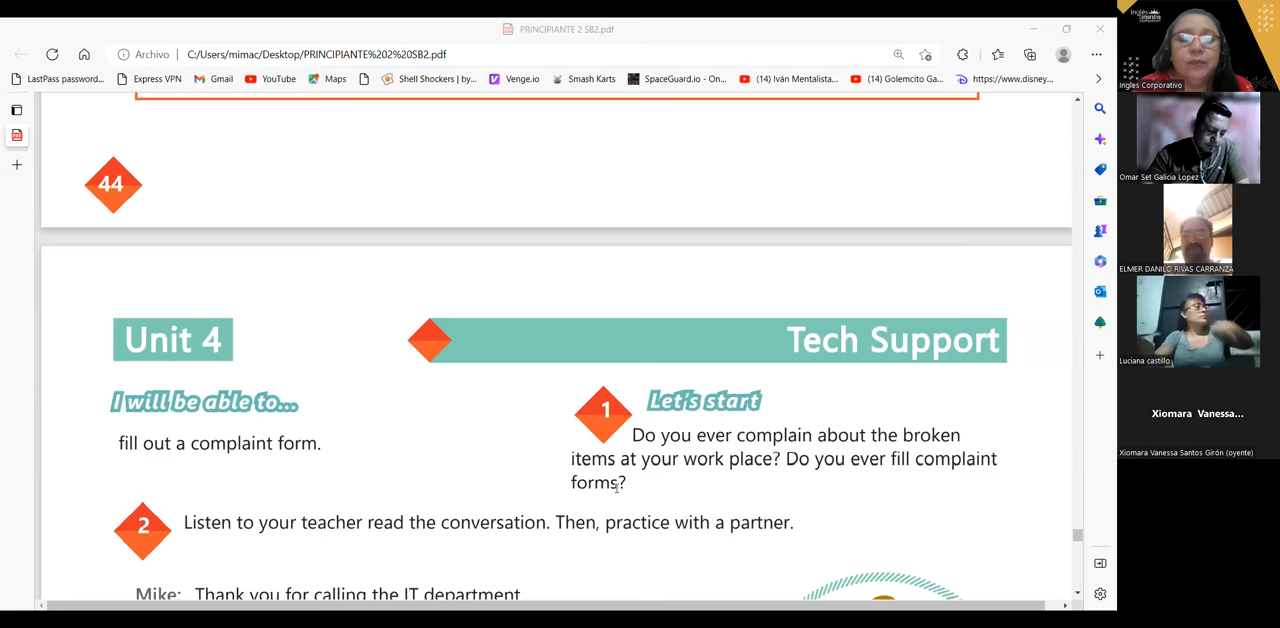 PRINCIPIANTE 2 SB2.pdf
Archivo
C:/Users/mimac/Desktop/PRINCIPIANTE%202%20SB2.pdf
LastPass password...
Express VPN
Gmail
YouTube
Maps
Shell Shockers | by...
Venge.io
Smash Karts
SpaceGuard.io - On...
(14) Iván Mentalista...
(14) Golemcito Ga...
https://www.disney...
44
Unit 4
Tech Support
I will be able to...
fill out a complaint form.
1
Let's start
Do you ever complain about the broken
items at your work place? Do you ever fill complaint
forms?
2
Listen to your teacher read the conversation. Then, practice with a partner.
Mike: Thank you for calling the IT department
Inglés
Corporativo
Ingles Corporativo
Omar Set Galicia Lopez
ELMER DANILO RIVAS CARRANZA
Luciana castillo
Xiomara Vanessa...
Xiomara Vanessa Santos Girón (oyente)